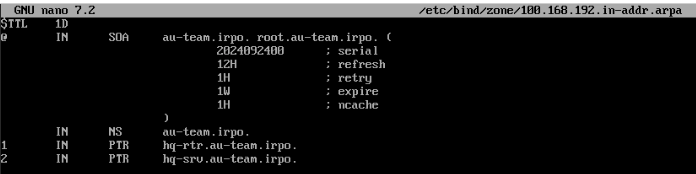 GNU nano 7.2 /etc/bind/zone/100.168.192.in-addr.arpa
$TTL 1D
@ IN SOA au-team.irpo. root.au-team.irpo. (
2024092400 ; serial
12H ; refresh
1H ; retry
1W ; expire
1H ; ncache
)
IN NS au-team.irpo.
1 IN PTR hq-rtr.au-team.irpo.
2 IN PTR hq-srv.au-team.irpo.